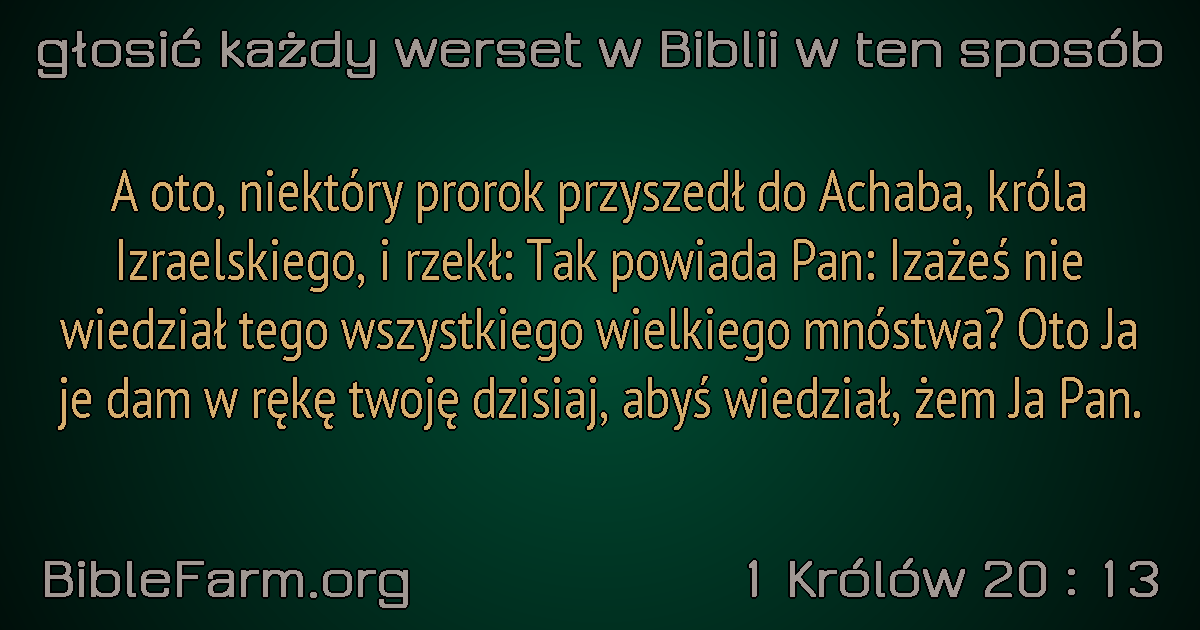 głosić każdy werset w Biblii w ten sposób
A oto, niektóry prorok przyszedł do Achaba, króla
Izraelskiego, i rzekł: Tak powiada Pan: Izażeś nie
wiedział tego wszystkiego wielkiego mnóstwa? Oto Ja
je dam w rękę twoję dzisiaj, abyś wiedział, żem Ja Pan.
BibleFarm.org
1 Królów 20 : 13